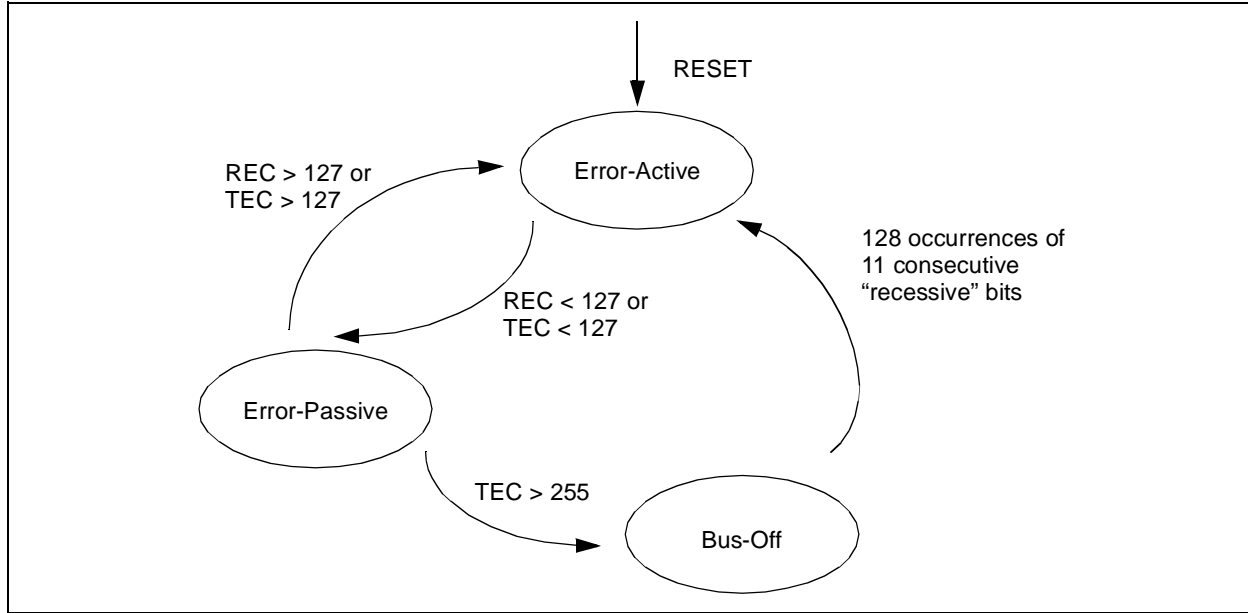 RESET
Error-Active
REC > 127 or
TEC > 127
128 occurrences of
11 consecutive
“recessive” bits
REC < 127 or
TEC < 127
Error-Passive
TEC > 255
Bus-Off